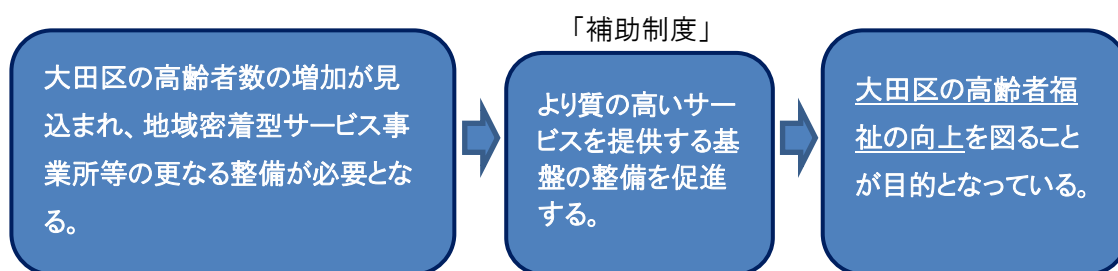 「補助制度」
大田区の高齢者数の増加が見
込まれ、地域密着型サービス事
業所等の更なる整備が必要とな
る。
より質の高いサー
ビスを提供する基
盤の整備を促進
する。
大田区の高齢者福
祉の向上を図ること
が目的となっている。